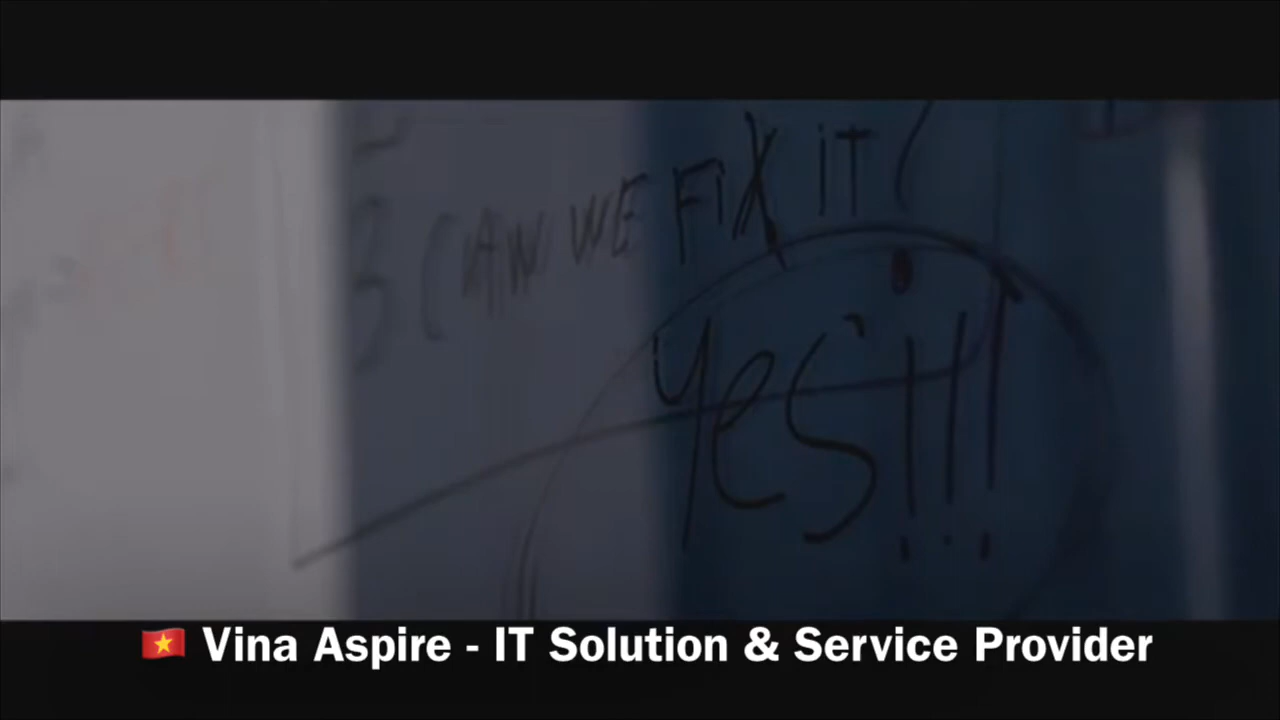 3 CAN WE FIX IT?
Yes!!!
🇻🇳 Vina Aspire - IT Solution & Service Provider